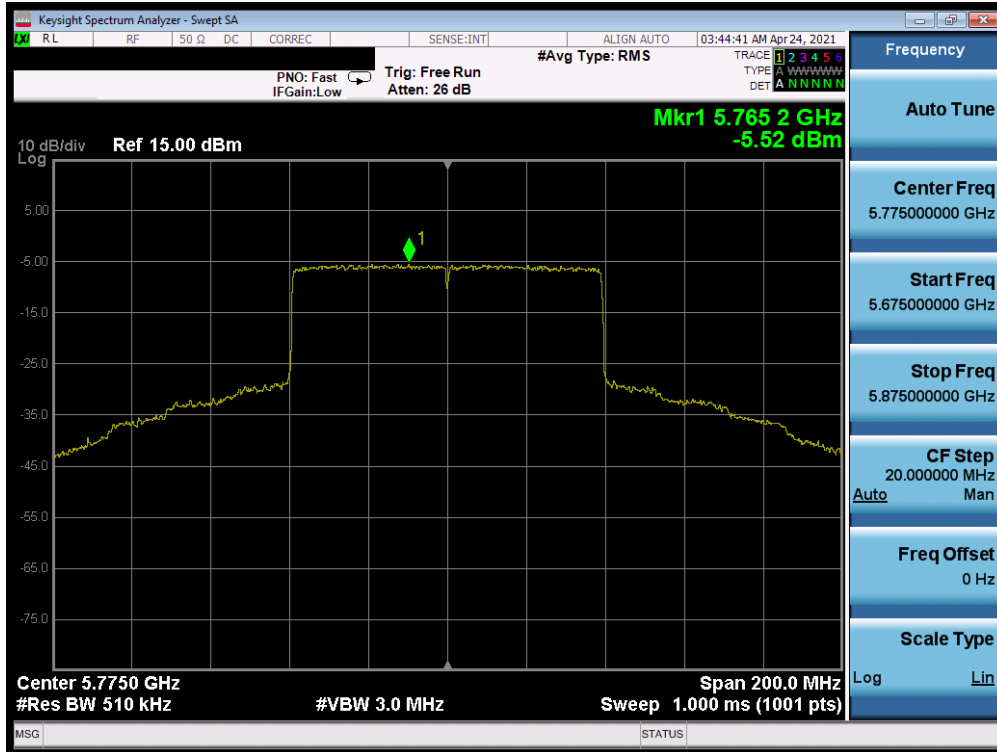 Keysight Spectrum Analyzer - Swept SA
LXI RL RF 50 Ω DC CORREC SENSE:INT ALIGN AUTO 03:44:41 AM Apr 24, 2021
PNO: Fast
IFGain:Low
Trig: Free Run
Atten: 26 dB
#Avg Type: RMS
TRACE 1 2 3 4 5 6
TYPE A WWWWW
DET A N N N N N
Mkr1 5.765 2 GHz
-5.52 dBm
10 dB/div Ref 15.00 dBm
Log
1
5.00
-5.00
-15.0
-25.0
-35.0
-45.0
-55.0
-65.0
-75.0
Center 5.7750 GHz Span 200.0 MHz
#Res BW 510 kHz #VBW 3.0 MHz Sweep 1.000 ms (1001 pts)
MSG STATUS
Frequency
Auto Tune
Center Freq
5.775000000 GHz
Start Freq
5.675000000 GHz
Stop Freq
5.875000000 GHz
CF Step
20.000000 MHz
Auto Man
Freq Offset
0 Hz
Scale Type
Log Lin